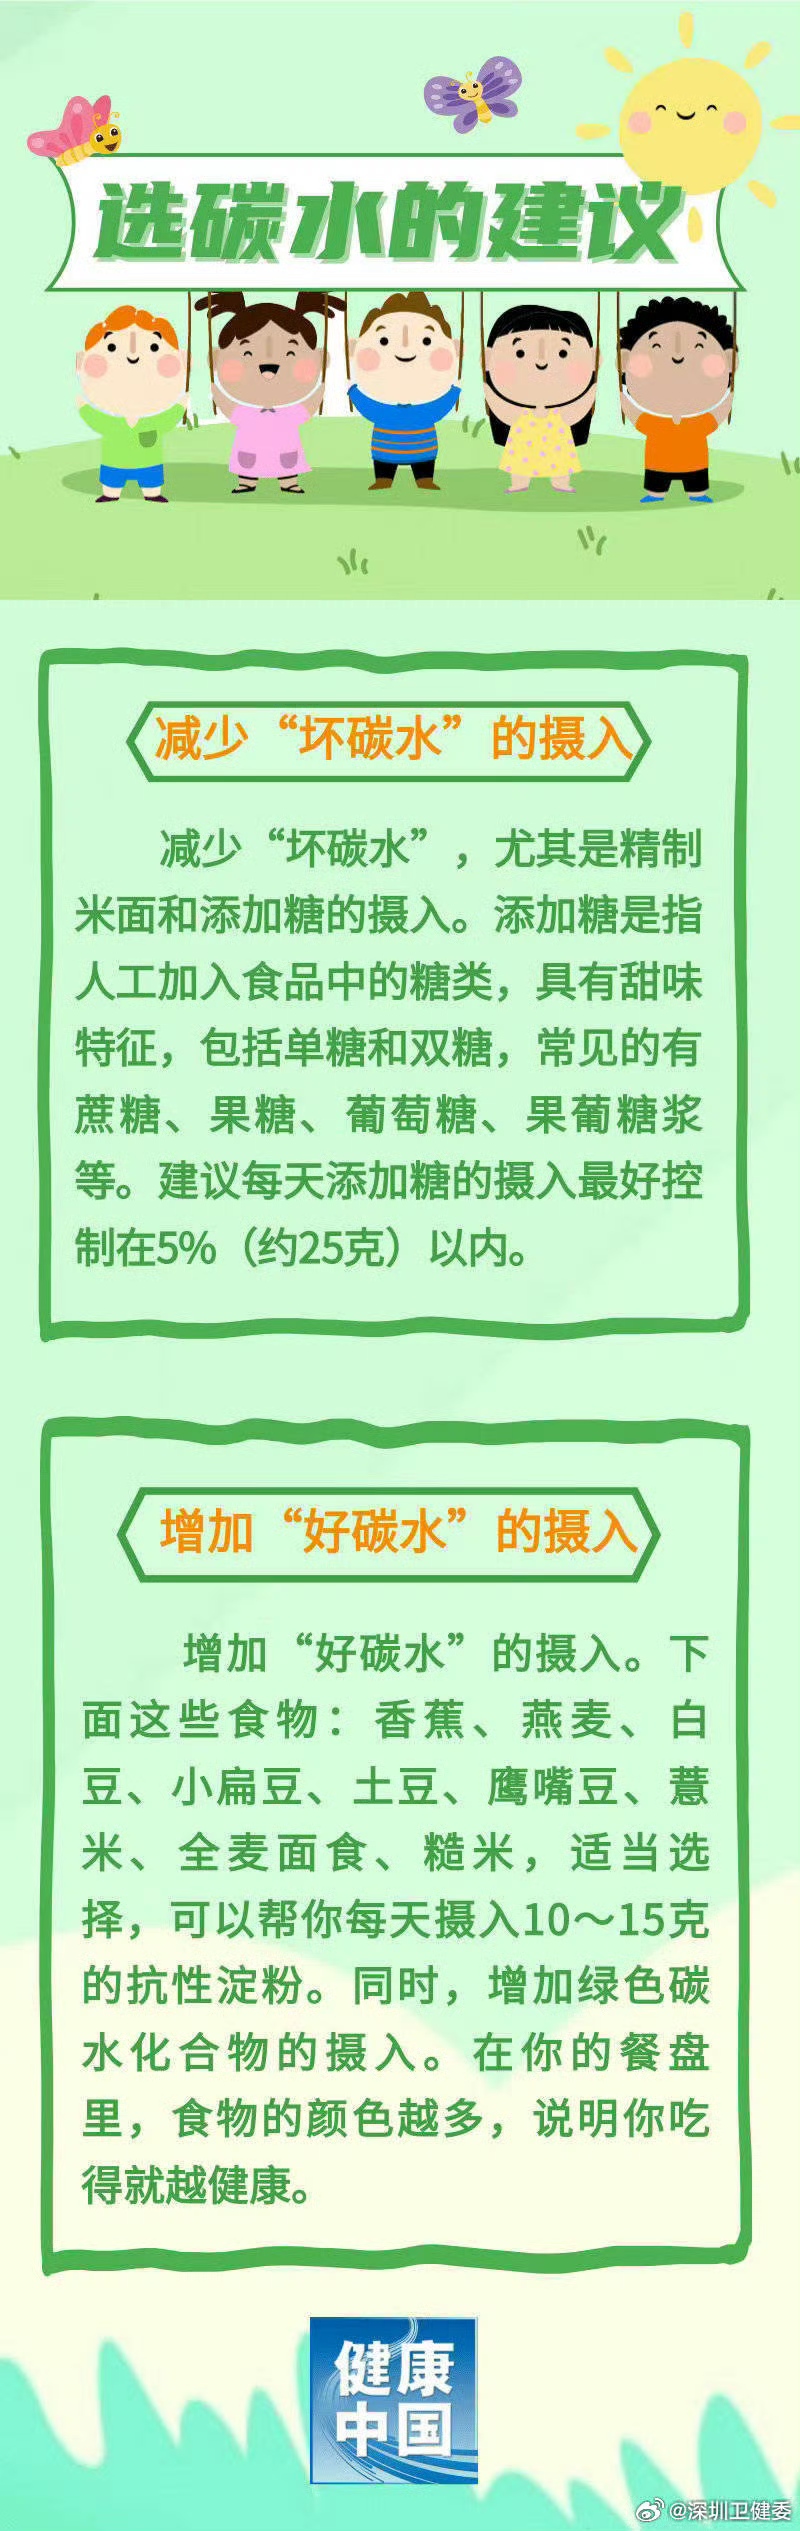 选碳水的建议
减少“坏碳水”的摄入
减少“坏碳水”，尤其是精制
米面和添加糖的摄入。添加糖是指
人工加入食品中的糖类，具有甜味
特征，包括单糖和双糖，常见的有
蔗糖、果糖、葡萄糖、果葡糖浆
等。建议每天添加糖的摄入最好控
制在5%（约25克）以内。
增加“好碳水”的摄入
增加“好碳水”的摄入。下
面这些食物：香蕉、燕麦、白
豆、小扁豆、土豆、鹰嘴豆、薏
米、全麦面食、糙米，适当选
择，可以帮你每天摄入10～15克
的抗性淀粉。同时，增加绿色碳
水化合物的摄入。在你的餐盘
里，食物的颜色越多，说明你吃
得就越健康。
健康
中国
@深圳卫健委